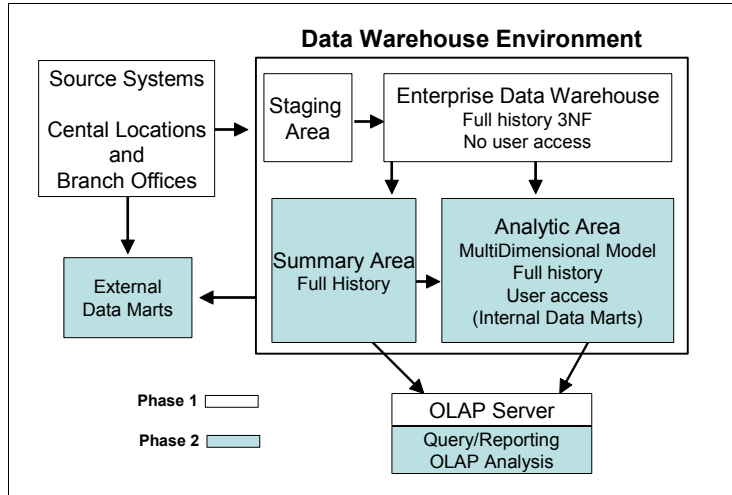 Data Warehouse Environment
Source Systems
Cental Locations
and
Branch Offices
Staging
Area
Enterprise Data Warehouse
Full history 3NF
No user access
Summary Area
Full History
Analytic Area
MultiDimensional Model
Full history
User access
(Internal Data Marts)
External
Data Marts
Phase 1
Phase 2
OLAP Server
Query/Reporting
OLAP Analysis